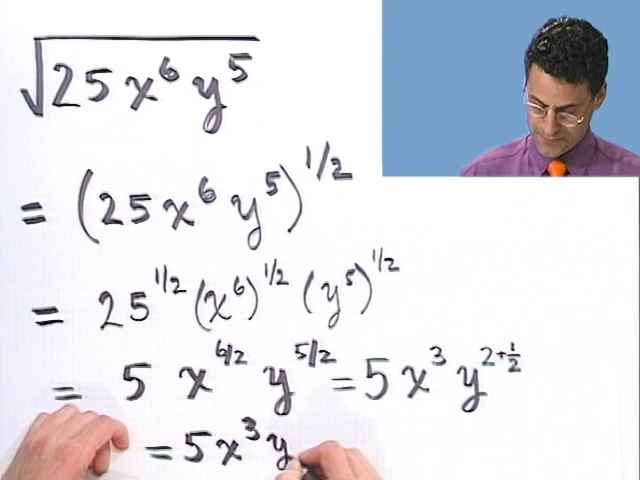 √25x⁶y⁵
= (25x⁶y⁵)^1/2
= 25^1/2 (x⁶)^1/2 (y⁵)^1/2
= 5 x^6/2 y^5/2 = 5x³y^2+1/2
= 5x³y